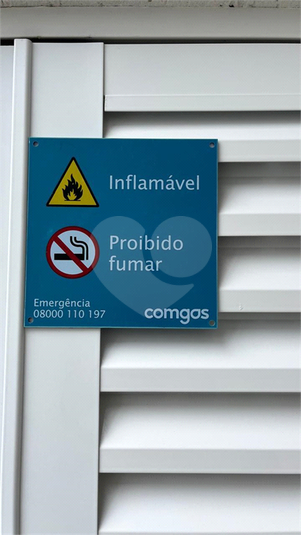 Inflamável
Proibido
fumar
Emergência
08000 110 197
comgas